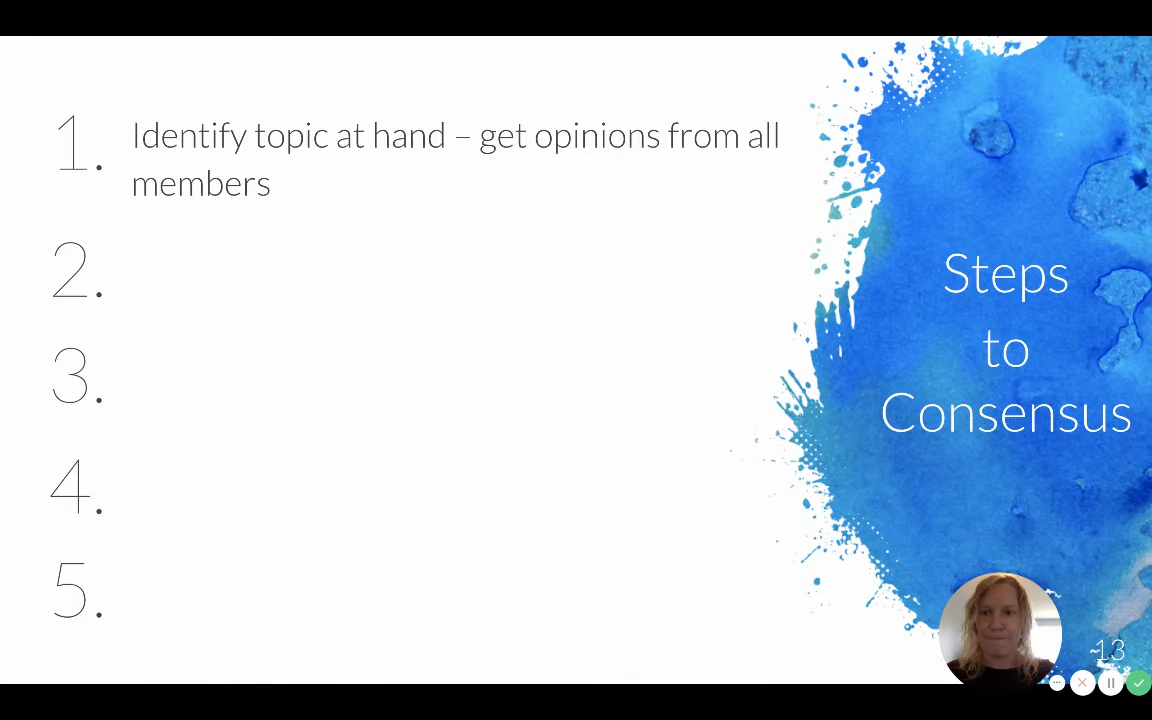 1. Identify topic at hand – get opinions from all
members
2.
3.
4.
5.
Steps
to
Consensus
~13